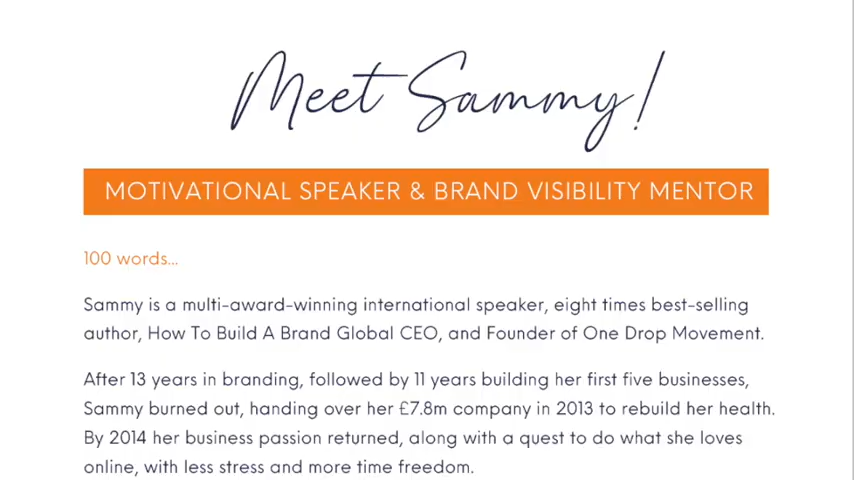 Meet Sammy!
MOTIVATIONAL SPEAKER & BRAND VISIBILITY MENTOR
100 words...
Sammy is a multi-award-winning international speaker, eight times best-selling
author, How To Build A Brand Global CEO, and Founder of One Drop Movement.
After 13 years in branding, followed by 11 years building her first five businesses,
Sammy burned out, handing over her £7.8m company in 2013 to rebuild her health.
By 2014 her business passion returned, along with a quest to do what she loves
online, with less stress and more time freedom.